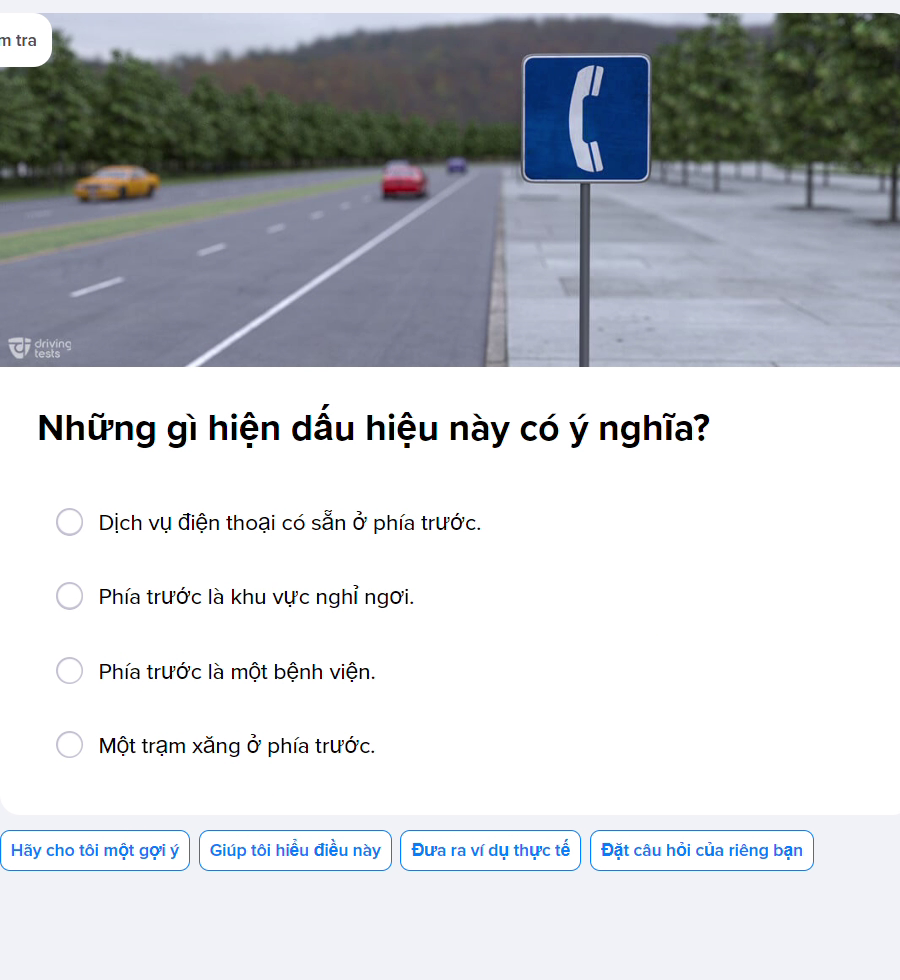 m tra
driving
tests
Những gì hiện dấu hiệu này có ý nghĩa?
Dịch vụ điện thoại có sẵn ở phía trước.
Phía trước là khu vực nghỉ ngơi.
Phía trước là một bệnh viện.
Một trạm xăng ở phía trước.
Hãy cho tôi một gợi ý Giúp tôi hiểu điều này Đưa ra ví dụ thực tế Đặt câu hỏi của riêng bạn